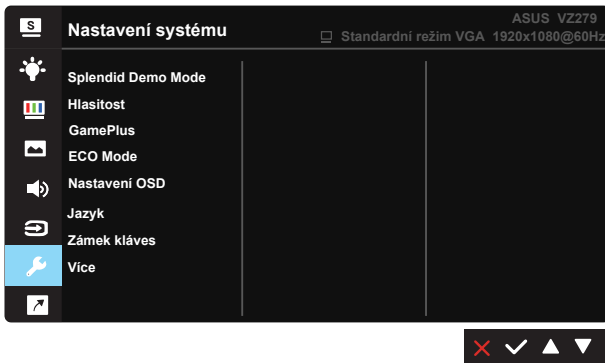 S
Nastavení systému
ASUS VZ279
Standardní režim VGA 1920x1080@60Hz
Splendid Demo Mode
Hlasitost
GamePlus
ECO Mode
Nastavení OSD
Jazyk
Zámek kláves
Více